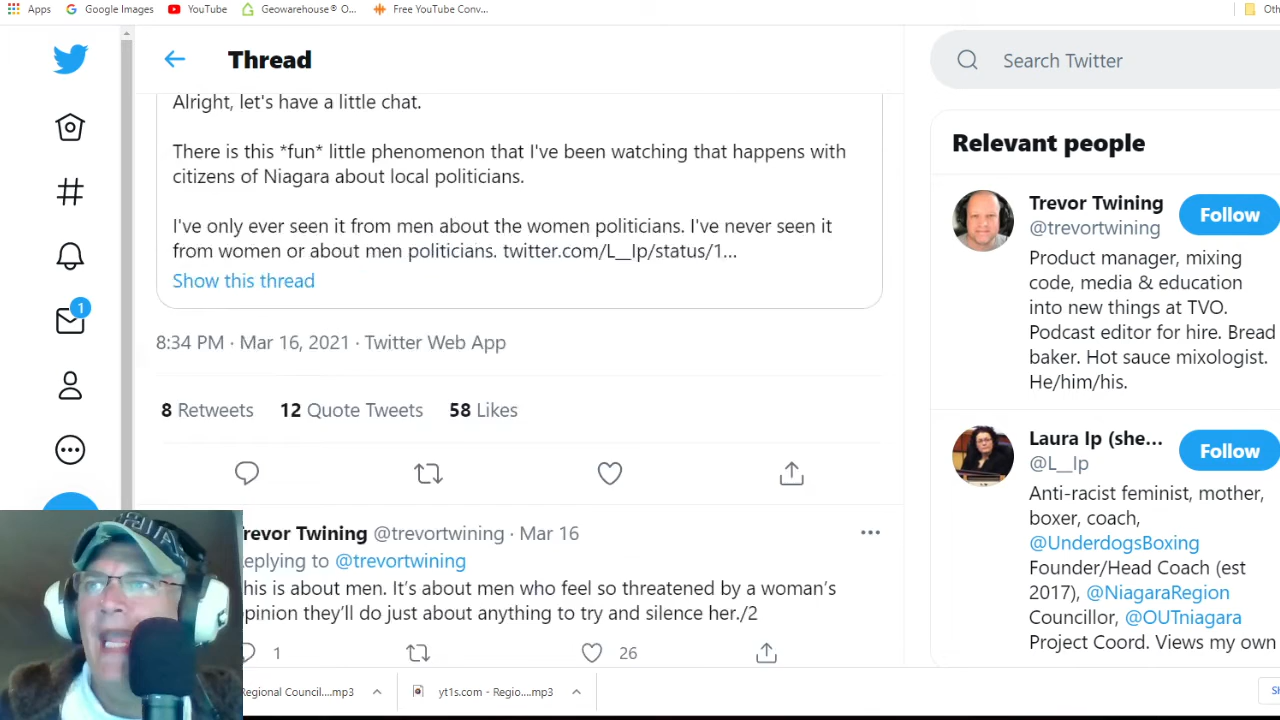 Apps Google Images YouTube Geowarehouse® O... Free YouTube Conv... Oth
Thread
Search Twitter
Alright, let's have a little chat.
There is this *fun* little phenomenon that I've been watching that happens with
citizens of Niagara about local politicians.
I've only ever seen it from men about the women politicians. I've never seen it
from women or about men politicians. twitter.com/L__Ip/status/1...
Show this thread
8:34 PM · Mar 16, 2021 · Twitter Web App
8 Retweets 12 Quote Tweets 58 Likes
1
revor Twining @trevortwining · Mar 16
eplying to @trevortwining
his is about men. It's about men who feel so threatened by a woman's
pinion they'll do just about anything to try and silence her./2
1 26
Relevant people
Trevor Twining
@trevortwining
Follow
Product manager, mixing
code, media & education
into new things at TVO.
Podcast editor for hire. Bread
baker. Hot sauce mixologist.
He/him/his.
Laura Ip (she...
@L__Ip
Follow
Anti-racist feminist, mother,
boxer, coach,
@UnderdogsBoxing
Founder/Head Coach (est
2017), @NiagaraRegion
Councillor, @OUTniagara
Project Coord. Views my own
Regional Council....mp3 yt1s.com - Regio....mp3